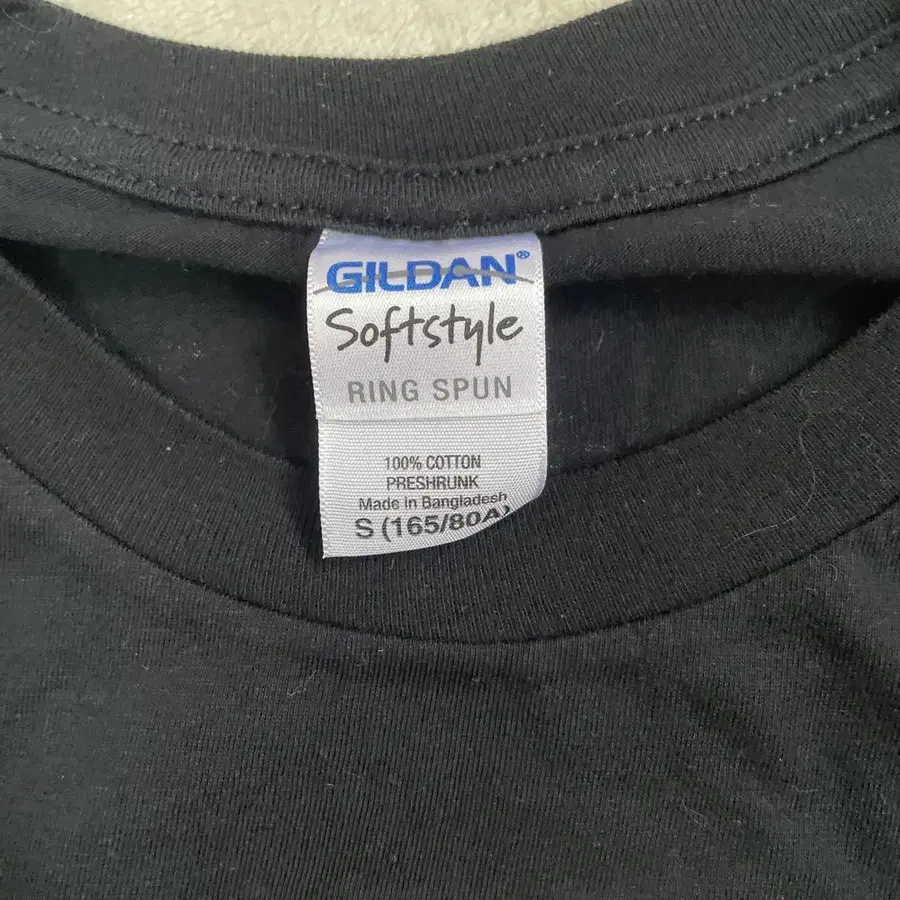 GILDAN®
Softstyle
RING SPUN
100% COTTON
PRESHRUNK
Made in Bangladesh
S (165/80A)